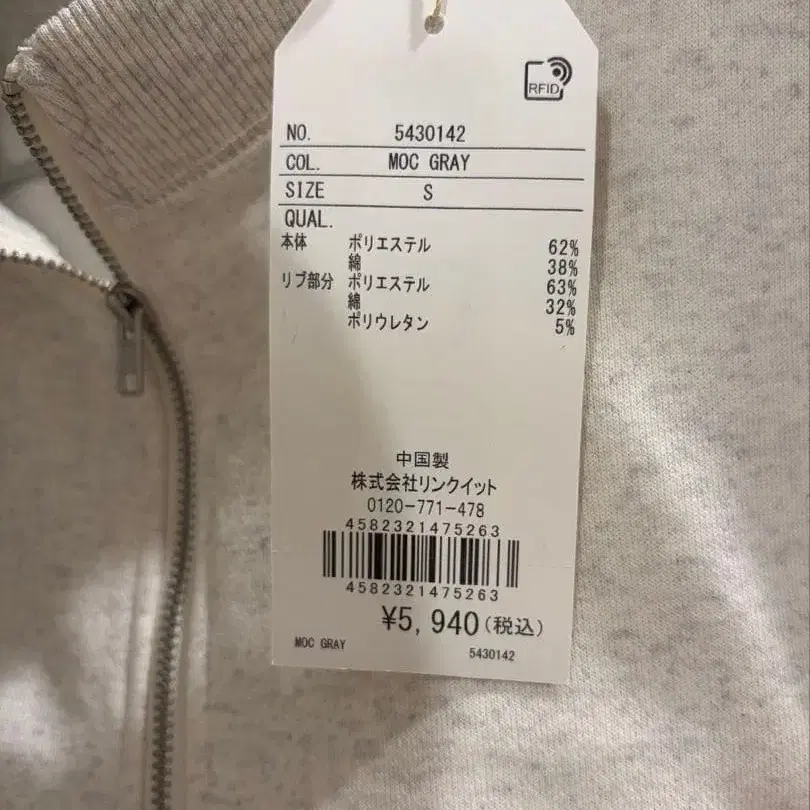 RFID
NO. 5430142
COL. MOC GRAY
SIZE S
QUAL.
本体 ポリエステル 62%
綿 38%
リブ部分 ポリエステル 63%
綿 32%
ポリウレタン 5%
中国製
株式会社リンクイット
0120-771-478
4582321475263
4582321475263
¥5,940(税込)
MOC GRAY 5430142